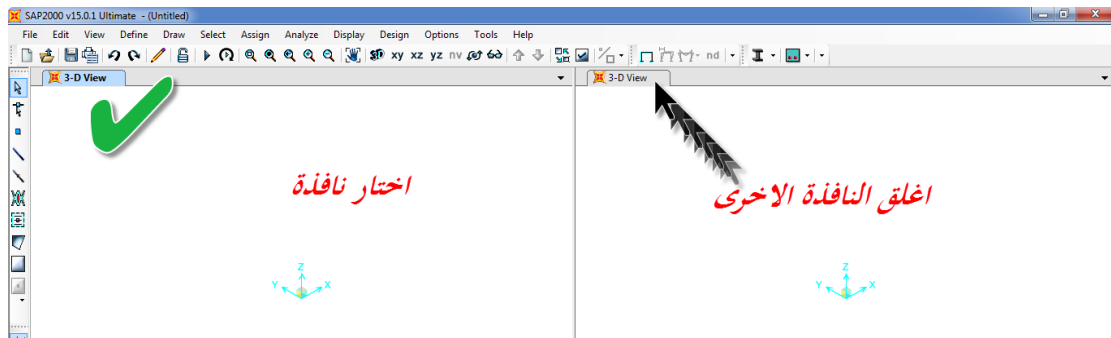 SAP2000 v15.0.1 Ultimate - (Untitled)
File Edit View Define Draw Select Assign Analyze Display Design Options Tools Help
3D xy xz yz nv nd
3-D View
3-D View
اختار نافذة
اغلق النافذة الاخرى
Z
Y X
Z
Y X